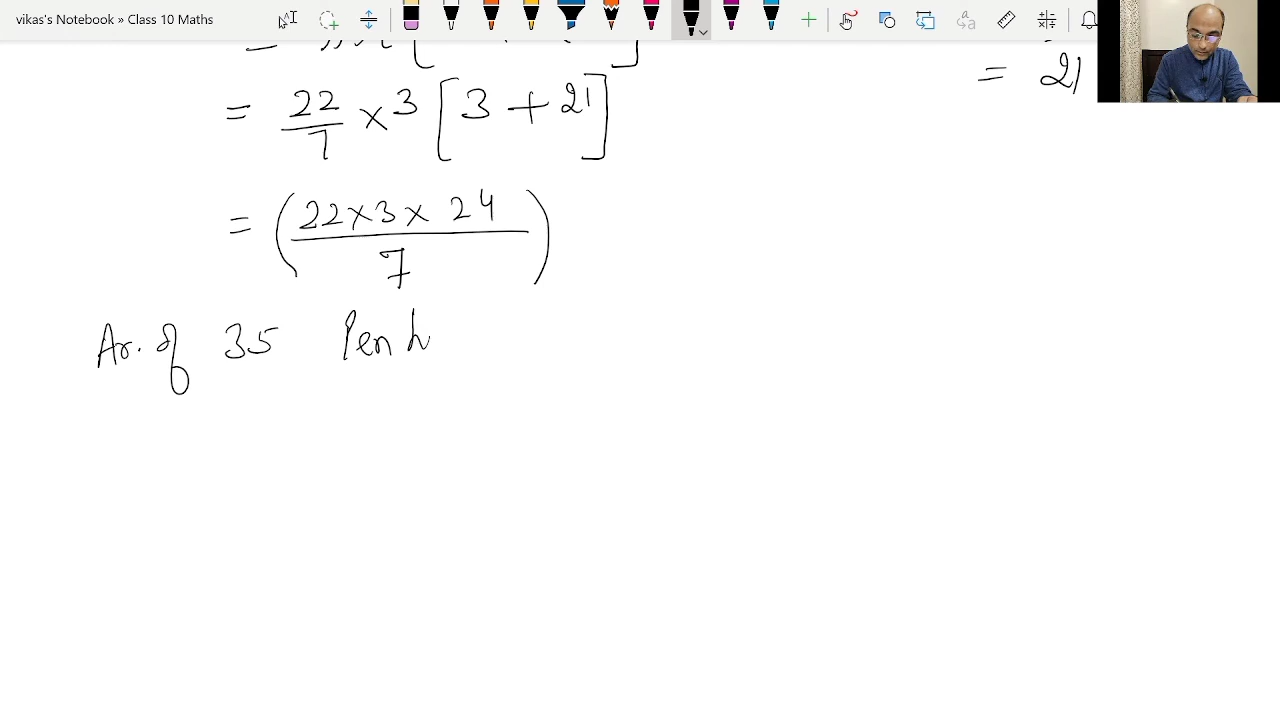 vikas's Notebook » Class 10 Maths
= 21
= 22/7 × 3 [3 + 21]
= (22×3×24/7)
Ar. of 35 Pen h